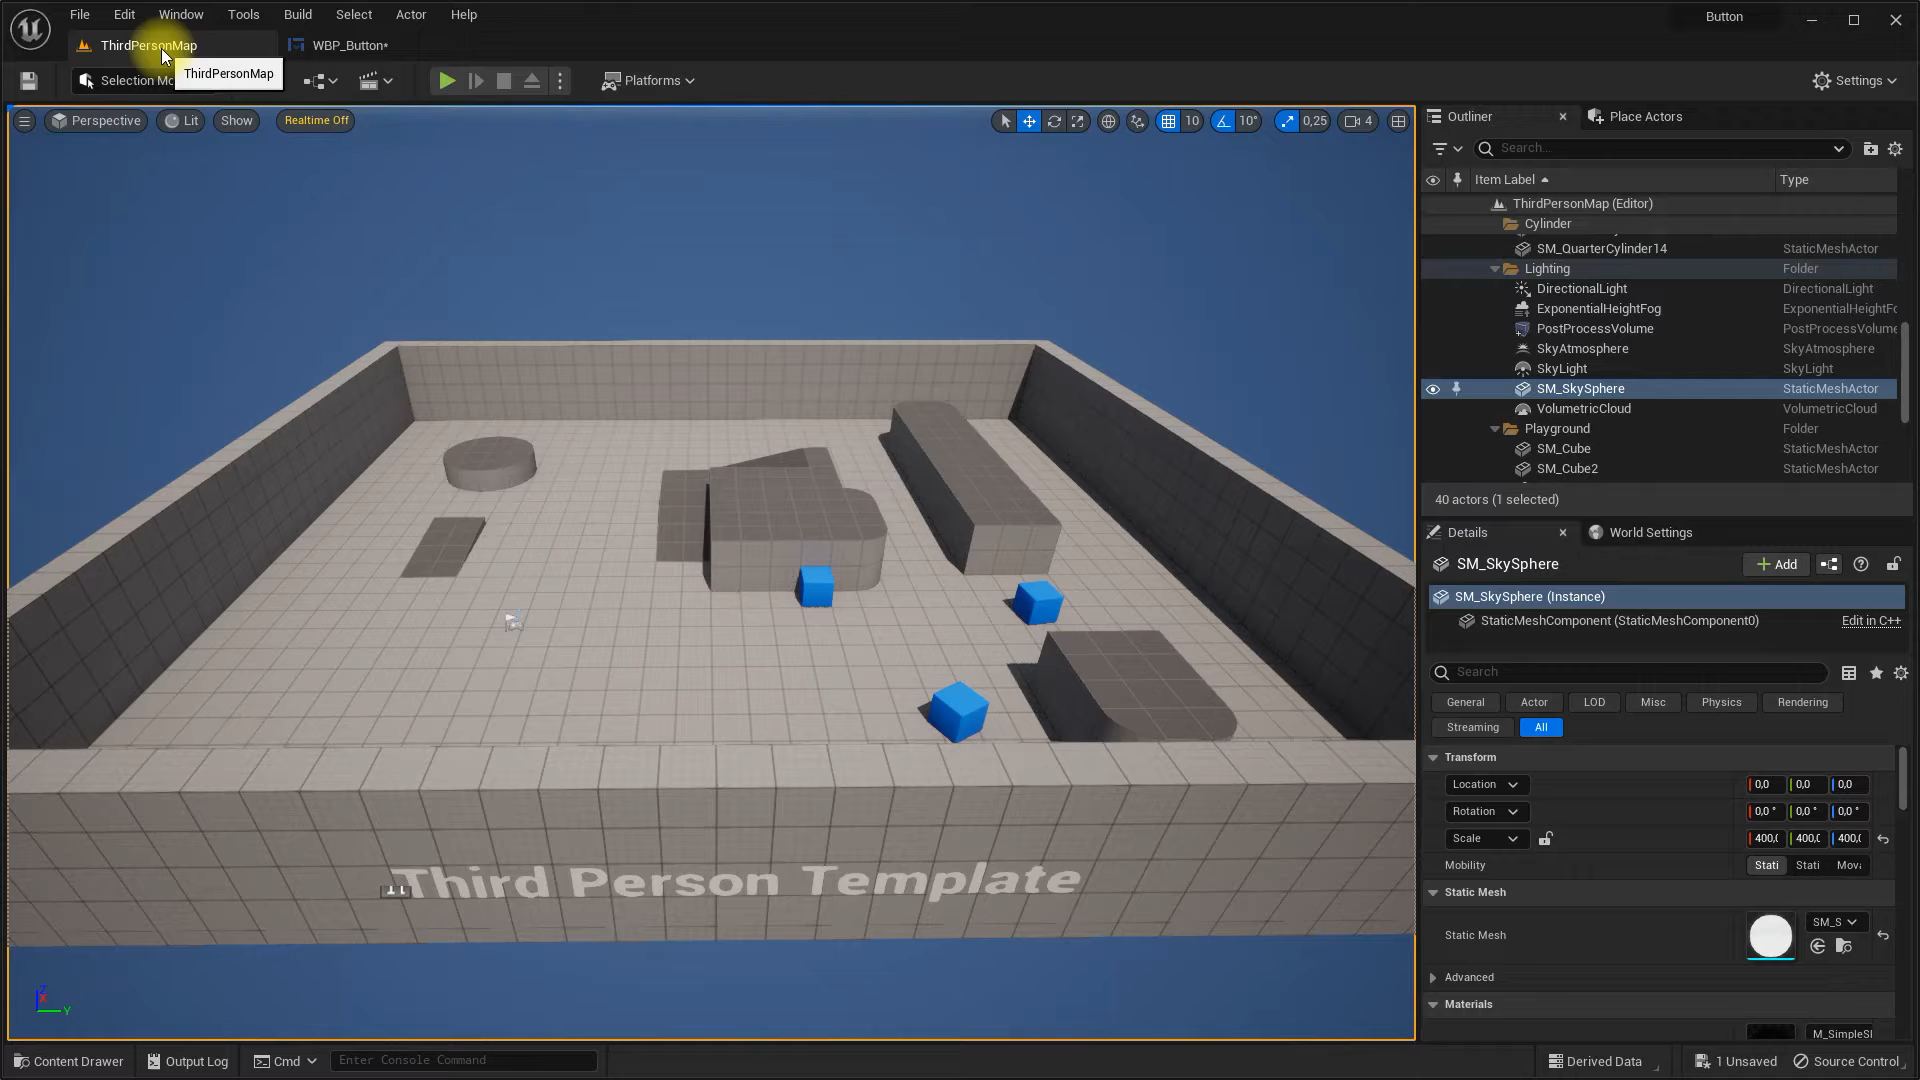 File Edit Window Tools Build Select Actor Help
Button
ThirdPersonMap
WBP_Button*
Selection Mo
ThirdPersonMap
Platforms
Settings
Perspective
Lit
Show
Realtime Off
10
10°
0,25
4
Outliner
Place Actors
Search...
Item Label
Type
ThirdPersonMap (Editor)
Cylinder
SM_QuarterCylinder14 StaticMeshActor
Lighting Folder
DirectionalLight DirectionalLight
ExponentialHeightFog ExponentialHeightFo
PostProcessVolume PostProcessVolume
SkyAtmosphere SkyAtmosphere
SkyLight SkyLight
SM_SkySphere StaticMeshActor
VolumetricCloud VolumetricCloud
Playground Folder
SM_Cube StaticMeshActor
SM_Cube2 StaticMeshActor
40 actors (1 selected)
Details
World Settings
SM_SkySphere
Add
SM_SkySphere (Instance)
StaticMeshComponent (StaticMeshComponent0) Edit in C++
Search
General Actor LOD Misc Physics Rendering
Streaming All
Transform
Location 0,0 0,0 0,0
Rotation 0,0 ° 0,0 ° 0,0 °
Scale 400,( 400,( 400,(
Mobility Stati Stati Mova
Static Mesh
Static Mesh
SM_S
Advanced
Materials
M_SimpleSl
Third Person Template
Z
X
Y
Content Drawer
Output Log
Cmd
Enter Console Command
Derived Data
1 Unsaved
Source Control